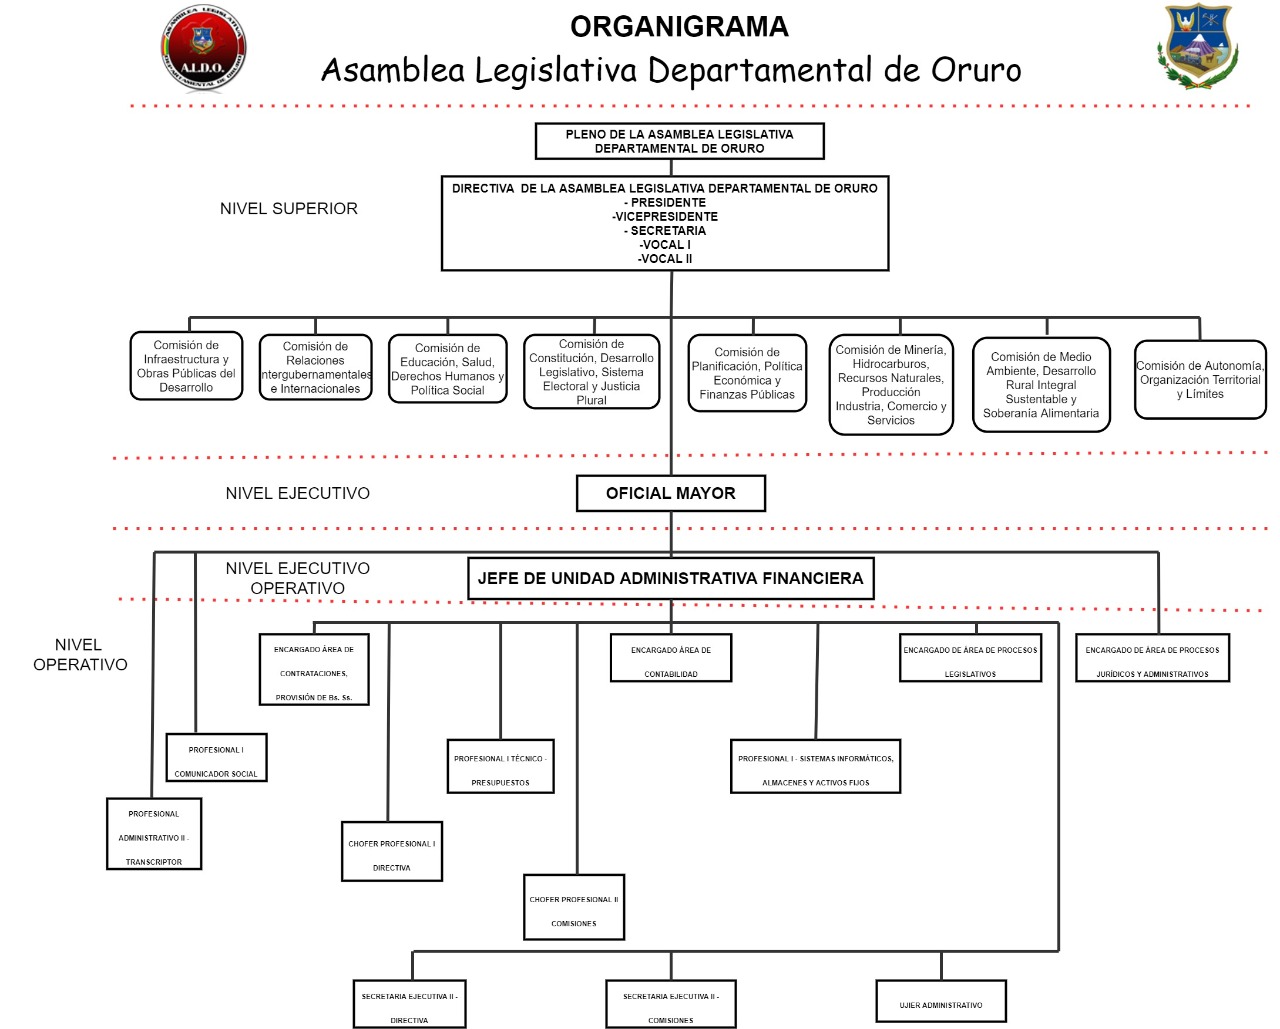 ORGANIGRAMA
Asamblea Legislativa Departamental de Oruro
ASAMBLEA LEGISLATIVA
A.L.D.O.
DEPARTAMENTAL DE ORURO
PLENO DE LA ASAMBLEA LEGISLATIVA
DEPARTAMENTAL DE ORURO
NIVEL SUPERIOR
DIRECTIVA  DE LA ASAMBLEA LEGISLATIVA DEPARTAMENTAL DE ORURO
- PRESIDENTE
-VICEPRESIDENTE
- SECRETARIA
-VOCAL I
-VOCAL II
Comisión de
Infraestructura y
Obras Públicas del
Desarrollo
Comisión de
Relaciones
ntergubernamentales
e Internacionales
Comisión de
Educación, Salud,
Derechos Humanos y
Política Social
Comisión de
Constitución, Desarrollo
Legislativo, Sistema
Electoral y Justicia
Plural
Comisión de
Planificación, Política
Económica y
Finanzas Públicas
Comisión de Minería,
Hidrocarburos,
Recursos Naturales,
Producción
Industria, Comercio y
Servicios
Comisión de Medio
Ambiente, Desarrollo
Rural Integral
Sustentable y
Soberanía Alimentaria
Comisión de Autonomía,
Organización Territorial
y Límites
NIVEL EJECUTIVO
OFICIAL MAYOR
NIVEL EJECUTIVO
OPERATIVO
JEFE DE UNIDAD ADMINISTRATIVA FINANCIERA
NIVEL
OPERATIVO
ENCARGADO ÁREA DE
CONTRATACIONES,
PROVISIÓN DE Bs. Ss.
ENCARGADO ÁREA DE
CONTABILIDAD
ENCARGADO DE ÁREA DE PROCESOS
LEGISLATIVOS
ENCARGADO DE ÁREA DE PROCESOS
JURÍDICOS Y ADMINISTRATIVOS
PROFESIONAL I
COMUNICADOR SOCIAL
PROFESIONAL I TÉCNICO -
PRESUPUESTOS
PROFESIONAL I - SISTEMAS INFORMÁTICOS,
ALMACENES Y ACTIVOS FIJOS
PROFESIONAL
ADMINISTRATIVO II -
TRANSCRIPTOR
CHOFER PROFESIONAL I
DIRECTIVA
CHOFER PROFESIONAL II
COMISIONES
SECRETARIA EJECUTIVA II -
DIRECTIVA
SECRETARIA EJECUTIVA II -
COMISIONES
UJIER ADMINISTRATIVO